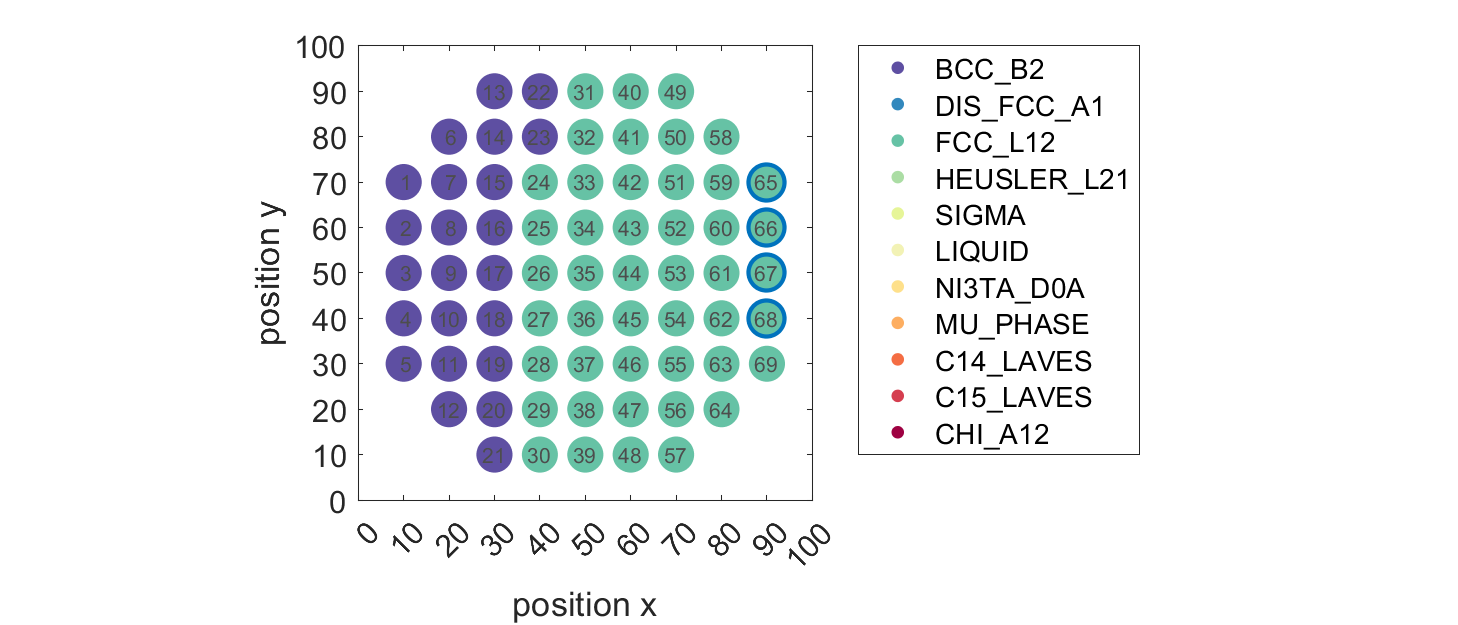 100
90
80
70
60
50
40
30
20
10
0
position y
13 22 31 40 49
6 14 23 32 41 50 58
1 7 15 24 33 42 51 59 65
2 8 16 25 34 43 52 60 66
3 9 17 26 35 44 53 61 67
4 10 18 27 36 45 54 62 68
5 11 19 28 37 46 55 63 69
12 20 29 38 47 56 64
21 30 39 48 57
0 10 20 30 40 50 60 70 80 90 100
position x
BCC_B2
DIS_FCC_A1
FCC_L12
HEUSLER_L21
SIGMA
LIQUID
NI3TA_D0A
MU_PHASE
C14_LAVES
C15_LAVES
CHI_A12